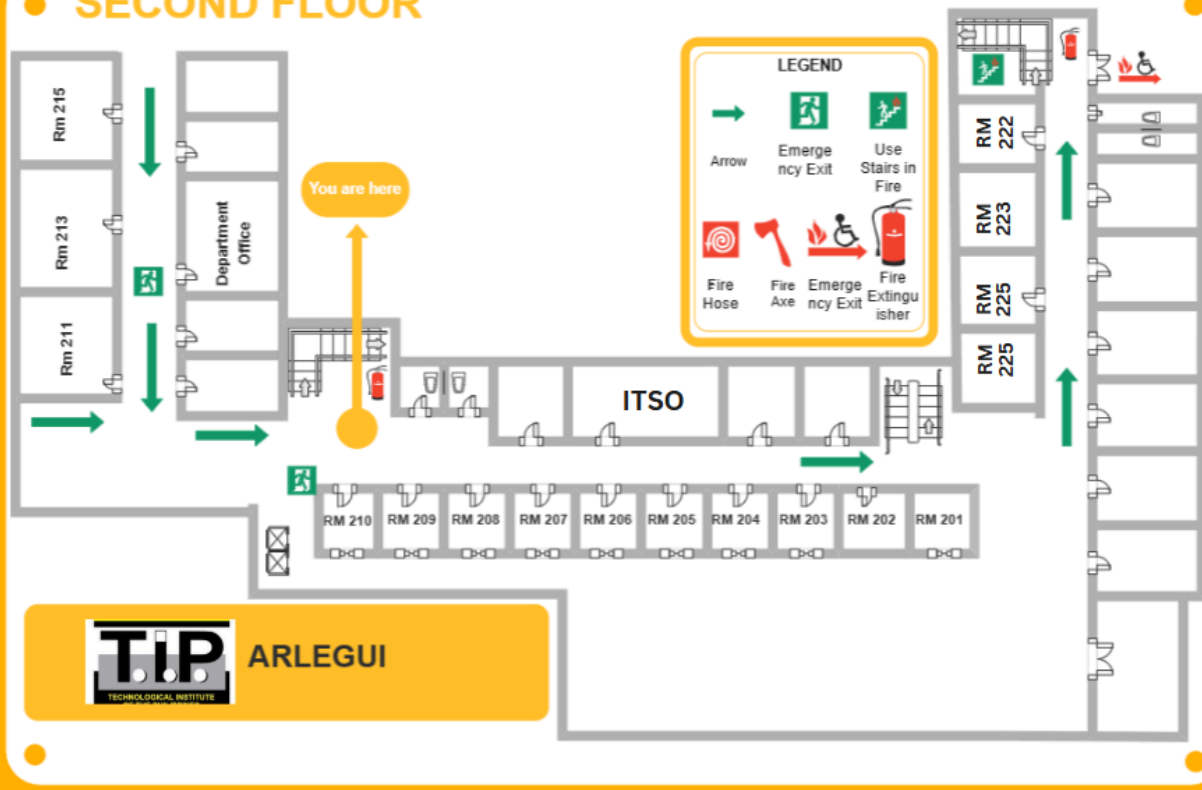 SECOND FLOOR
Rm 215
Rm 213
Rm 211
Department
Office
You are here
LEGEND
Arrow
Emerge
ncy Exit
Use
Stairs in
Fire
Fire
Hose
Fire
Axe
Emerge
ncy Exit
Fire
Extingu
isher
RM
222
RM
223
RM
225
RM
225
ITSO
RM 210
RM 209
RM 208
RM 207
RM 206
RM 205
RM 204
RM 203
RM 202
RM 201
T.I.P
TECHNOLOGICAL INSTITUTE
ARLEGUI